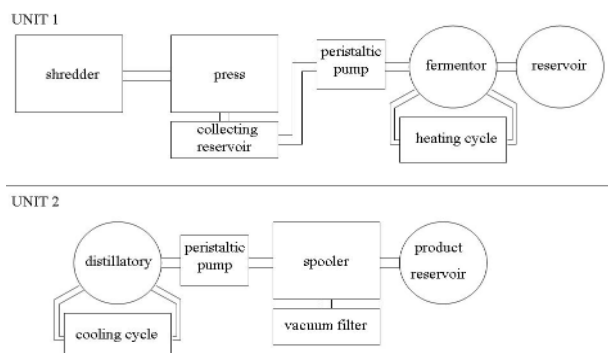 UNIT 1
shredder
press
collecting
reservoir
peristaltic
pump
fermentor
reservoir
heating cycle
UNIT 2
distillatory
cooling cycle
peristaltic
pump
spooler
vacuum filter
product
reservoir